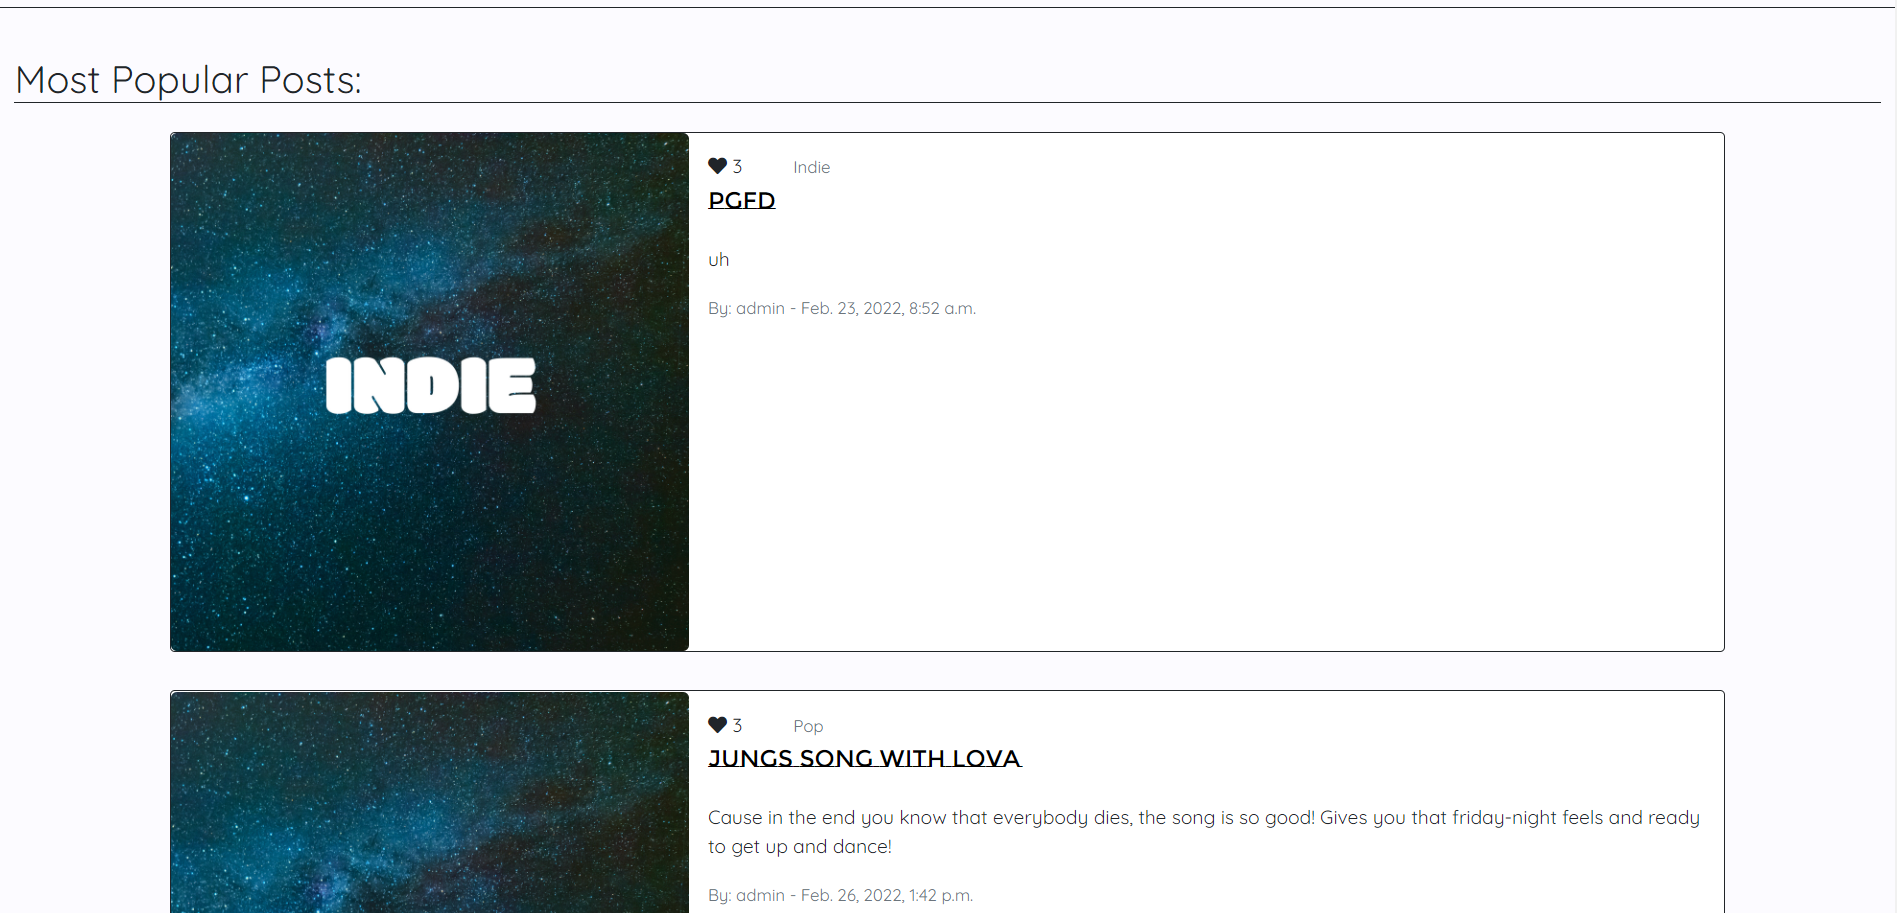 Most Popular Posts:
3 Indie
PGFD
uh
By: admin - Feb. 23, 2022, 8:52 a.m.
INDIE
3 Pop
JUNGS SONG WITH LOVA
Cause in the end you know that everybody dies, the song is so good! Gives you that friday-night feels and ready
to get up and dance!
By: admin - Feb. 26, 2022, 1:42 p.m.